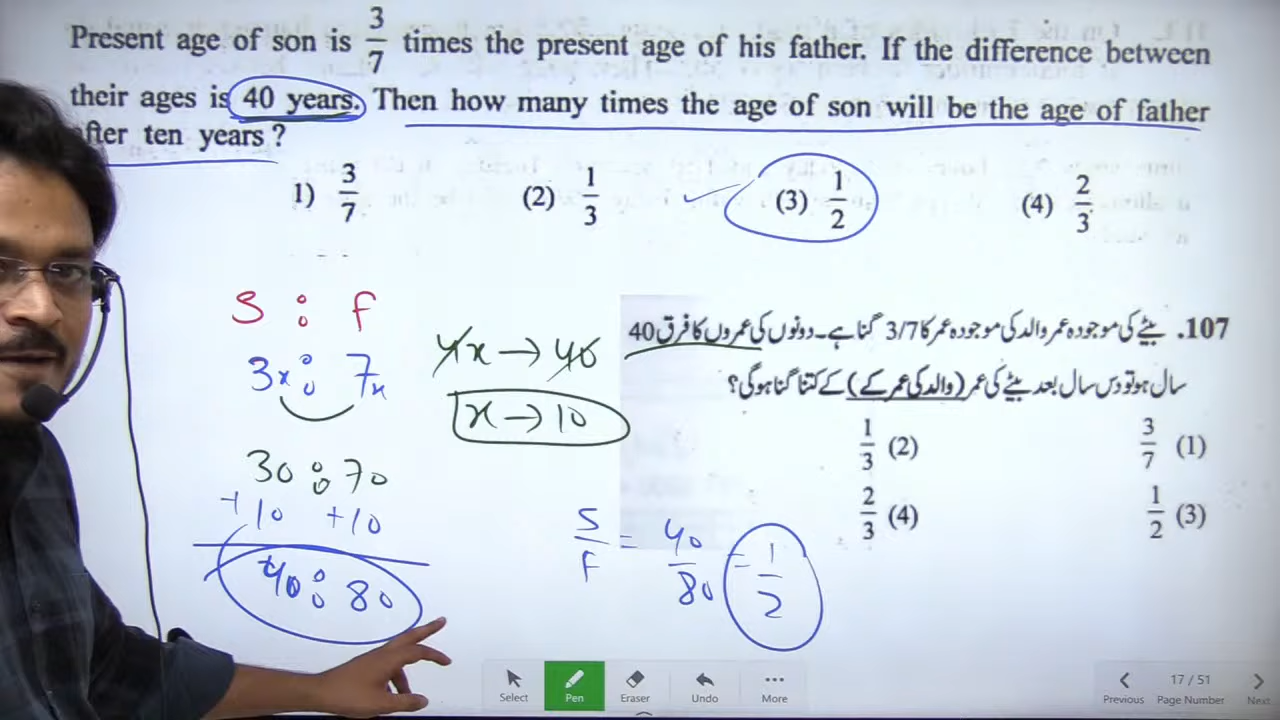 Present age of son is 3/7 times the present age of his father. If the difference between
their ages is 40 years. Then how many times the age of son will be the age of father
after ten years ?
1) 3/7 (2) 1/3 (3) 1/2 (4) 2/3
S : F
3x : 7x
30 : 70
+10 +10
40 : 80
4x → 40
x → 10
S/F = 40/80 = 1/2
107. بیٹے کی موجودہ عمر والد کی موجودہ عمر کا 3/7 گنا ہے۔ دونوں کی عمروں کا فرق 40
سال ہو تو دس سال بعد بیٹے کی عمر (والد کی عمر کے) کے کتنا گنا ہوگی؟
(1) 3/7 (2) 1/3
(3) 1/2 (4) 2/3
Select Pen Eraser Undo More
17 / 51
Previous Page Number Next